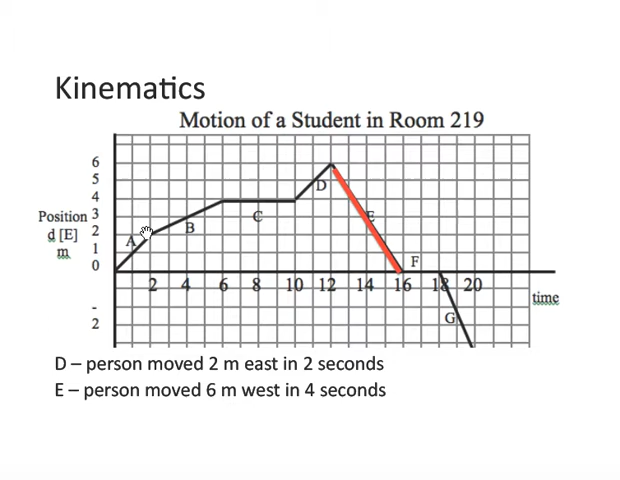 Kinematics
Motion of a Student in Room 219
6
5
4
Position 3
d [E] 2
m 1
0
-
2
A
B
C
D
E
F
G
2 4 6 8 10 12 14 16 18 20
time
D – person moved 2 m east in 2 seconds
E – person moved 6 m west in 4 seconds